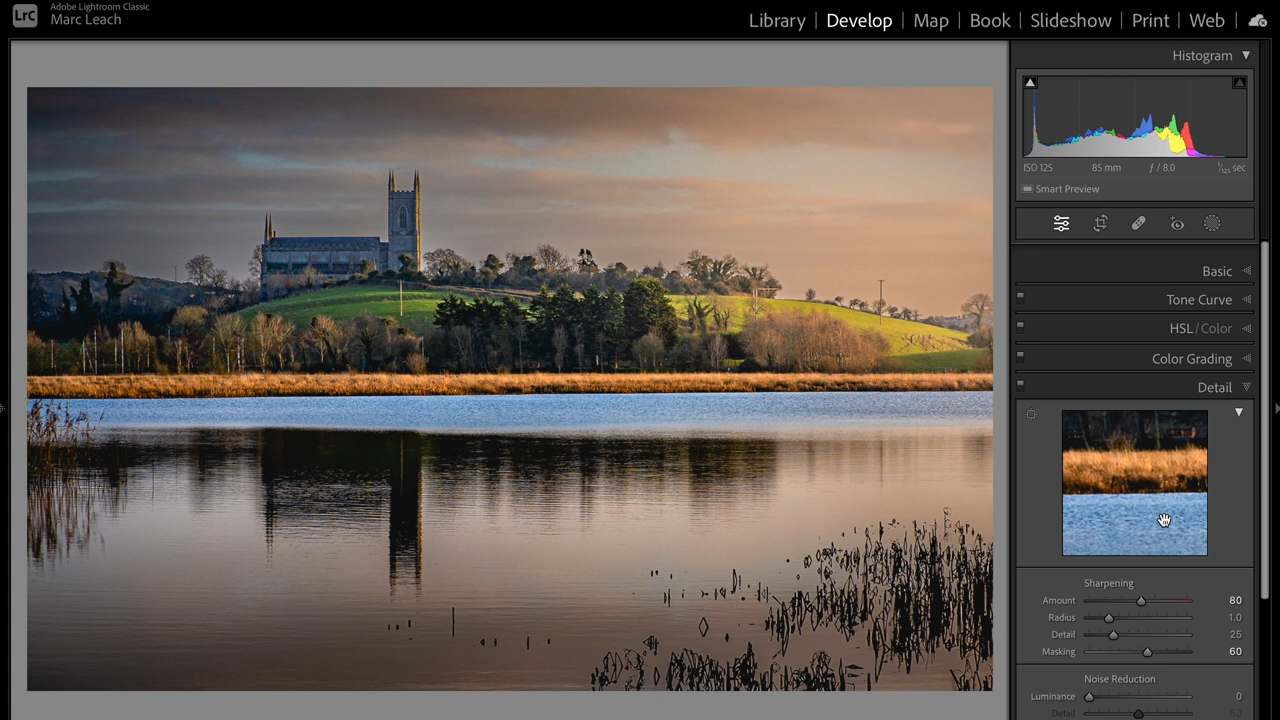 LrC
Adobe Lightroom Classic
Marc Leach
Library | Develop | Map | Book | Slideshow | Print | Web |
Histogram
ISO 125 85 mm ƒ / 8.0 1/125 sec
Smart Preview
Basic
Tone Curve
HSL / Color
Color Grading
Detail
Sharpening
Amount 80
Radius 1.0
Detail 25
Masking 60
Noise Reduction
Luminance 0
Detail 50